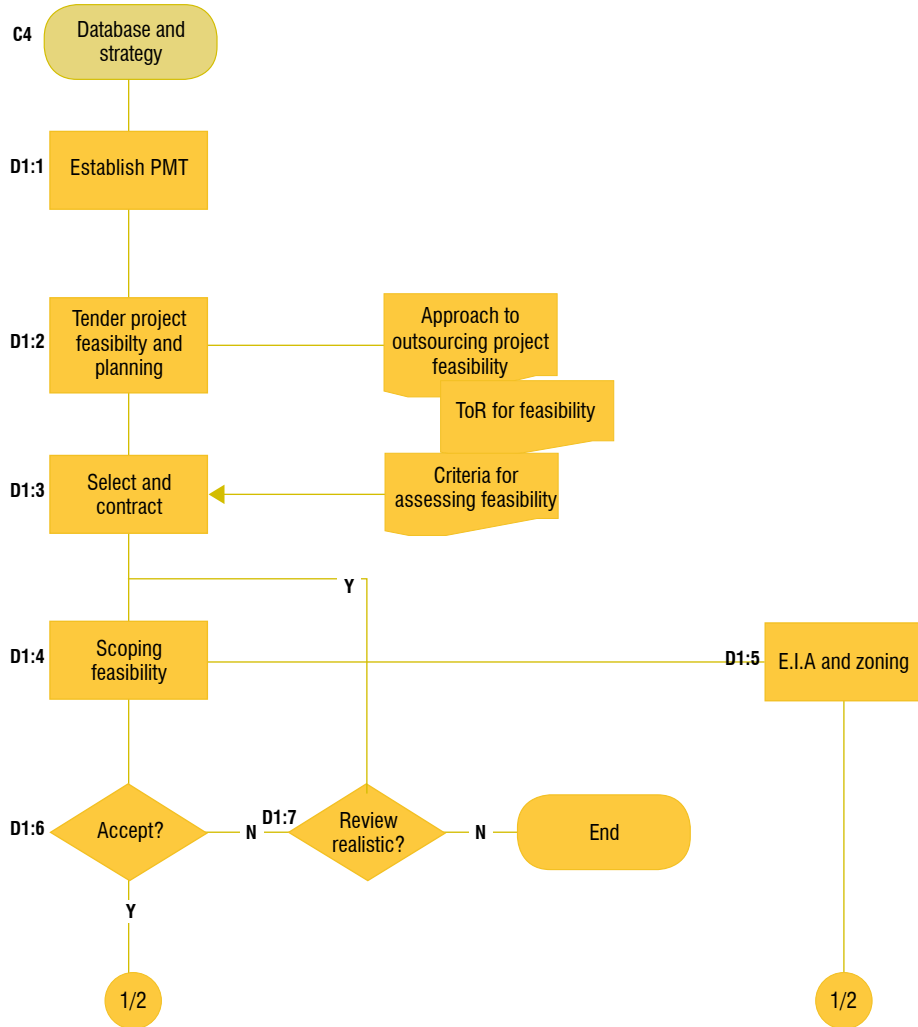 C4
Database and
strategy
D1:1
Establish PMT
D1:2
Tender project
feasibilty and
planning
Approach to
outsourcing project
feasibility
ToR for feasibility
D1:3
Select and
contract
Criteria for
assessing feasibility
Y
D1:4
Scoping
feasibility
D1:5
E.I.A and zoning
D1:6
Accept?
N
D1:7
Review
realistic?
N
End
Y
1/2
1/2